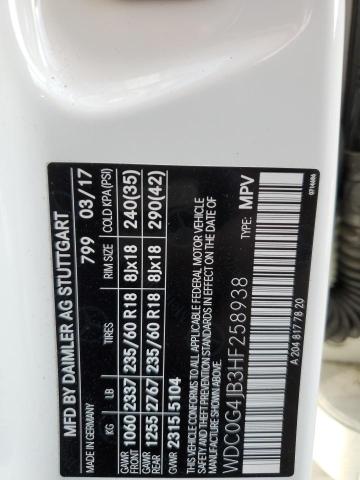 MFD BY DAIMLER AG STUTTGART
799 03/17
KG LB TIRES RIM SIZE COLD KPA(PSI)
GAWR FRONT 1060 2337 235/60 R18 8Jx18 240(35)
GAWR REAR 1255 2767 235/60 R18 8Jx18 290(42)
GVWR 2315 5104
THIS VEHICLE CONFORMS TO ALL APPLICABLE FEDERAL MOTOR VEHICLE
SAFETY, BUMPER, AND THEFT PREVENTION STANDARDS IN EFFECT ON THE
DATE OF MANUFACTURE SHOWN ABOVE.
WDC0G4JB3HF258938 TYPE: MPV
A 204 817 78 20